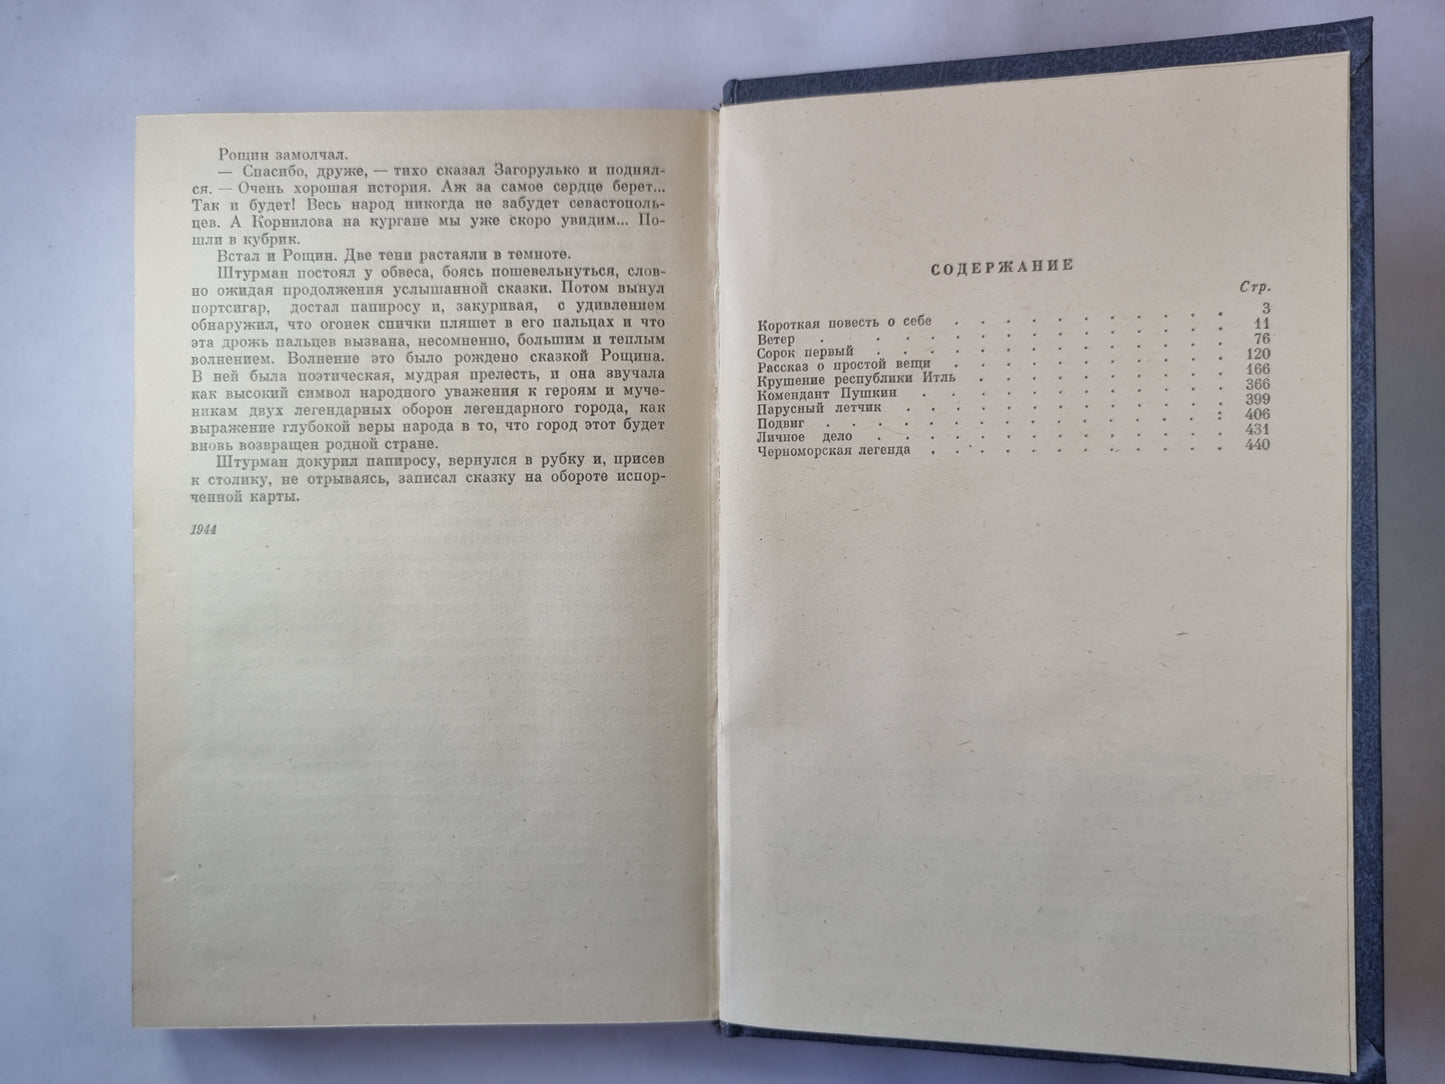 Рощин замолчал.
— Спасибо, друже, — тихо сказал Загорулько и поднял-
ся. — Очень хорошая история. Аж за самое сердце берет...
Так и будет! Весь народ никогда не забудет севастополь-
цев. А Корнилова на кургане мы уже скоро увидим... По-
шли в кубрик.
Встал и Рощин. Две тени растаяли в темноте.
Штурман постоял у обвеса, боясь пошевельнуться, слов-
но ожидая продолжения услышанной сказки. Потом вынул
портсигар, достал папиросу и, закуривая, с удивлением
обнаружил, что огонек спички пляшет в его пальцах и что
эта дрожь пальцев вызвана, несомненно, большим и теплым
волнением. Волнение это было рождено сказкой Рощина.
В ней была поэтическая, мудрая прелесть, и она звучала
как высокий символ народного уважения к героям и муче-
никам двух легендарных оборон легендарного города, как
выражение глубокой веры народа в то, что город этот будет
вновь возвращен родной стране.
Штурман докурил папиросу, вернулся в рубку и, присев
к столику, не отрываясь, записал сказку на обороте испор-
ченной карты.
1944
СОДЕРЖАНИЕ
Стр.
Короткая повесть о себе . . . . . . . . . . . 3
Ветер . . . . . . . . . . . 11
Сорок первый . . . . . . . . . . . 76
Рассказ о простой вещи . . . . . . . . . . . 120
Крушение республики Итль . . . . . . . . . . 166
Комендант Пушкин . . . . . . . . . . . 366
Парусный летчик . . . . . . . . . . . 399
Подвиг . . . . . . . . . . . 406
Личное дело . . . . . . . . . . . 431
Черноморская легенда . . . . . . . . . . . 440